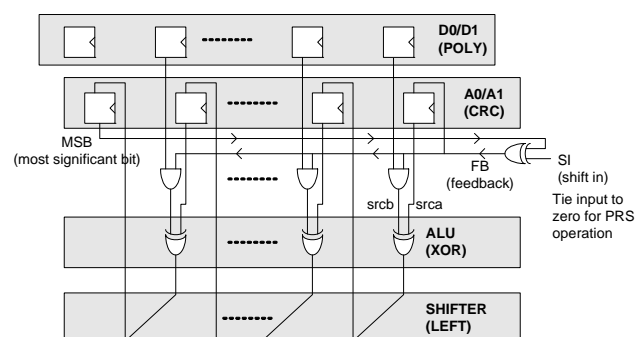 D0/D1
(POLY)
A0/A1
(CRC)
MSB
(most significant bit)
FB
(feedback)
SI
(shift in)
Tie input to
zero for PRS
operation
srcb
srca
ALU
(XOR)
SHIFTER
(LEFT)